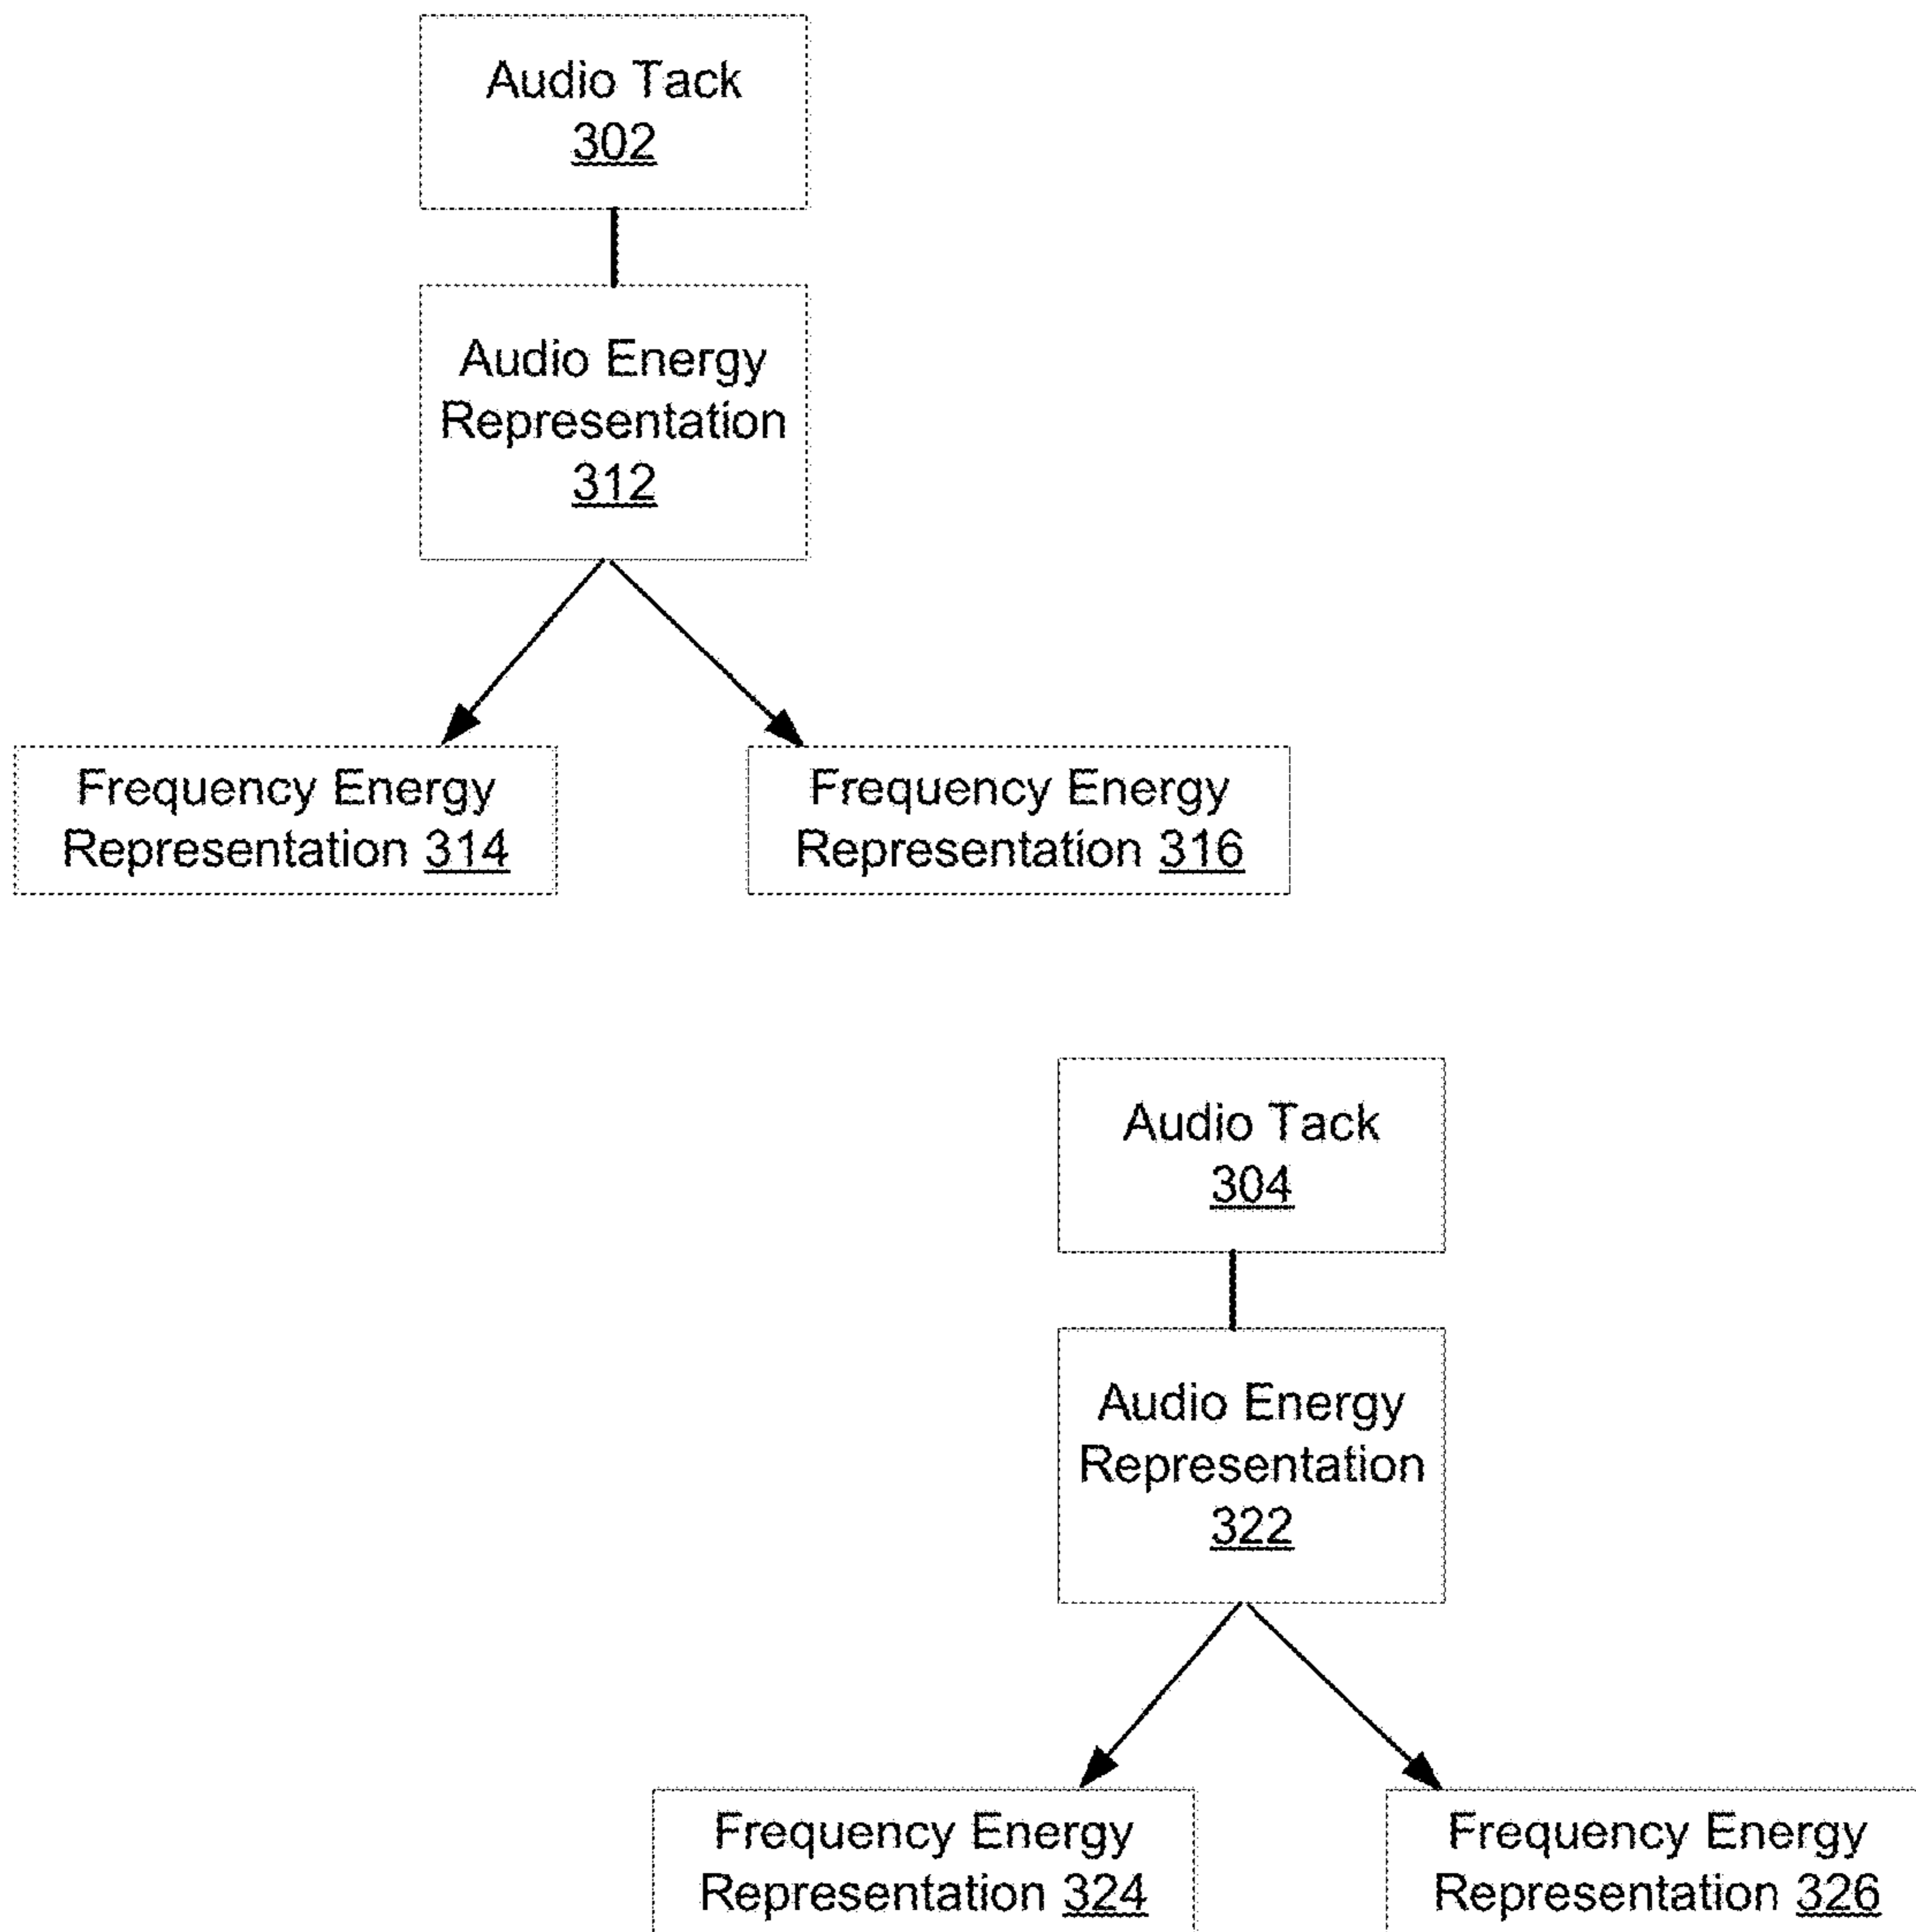 Audio Tack
302
Audio Energy
Representation
312
Frequency Energy
Representation 314
Frequency Energy
Representation 316
Audio Tack
304
Audio Energy
Representation
322
Frequency Energy
Representation 324
Frequency Energy
Representation 326